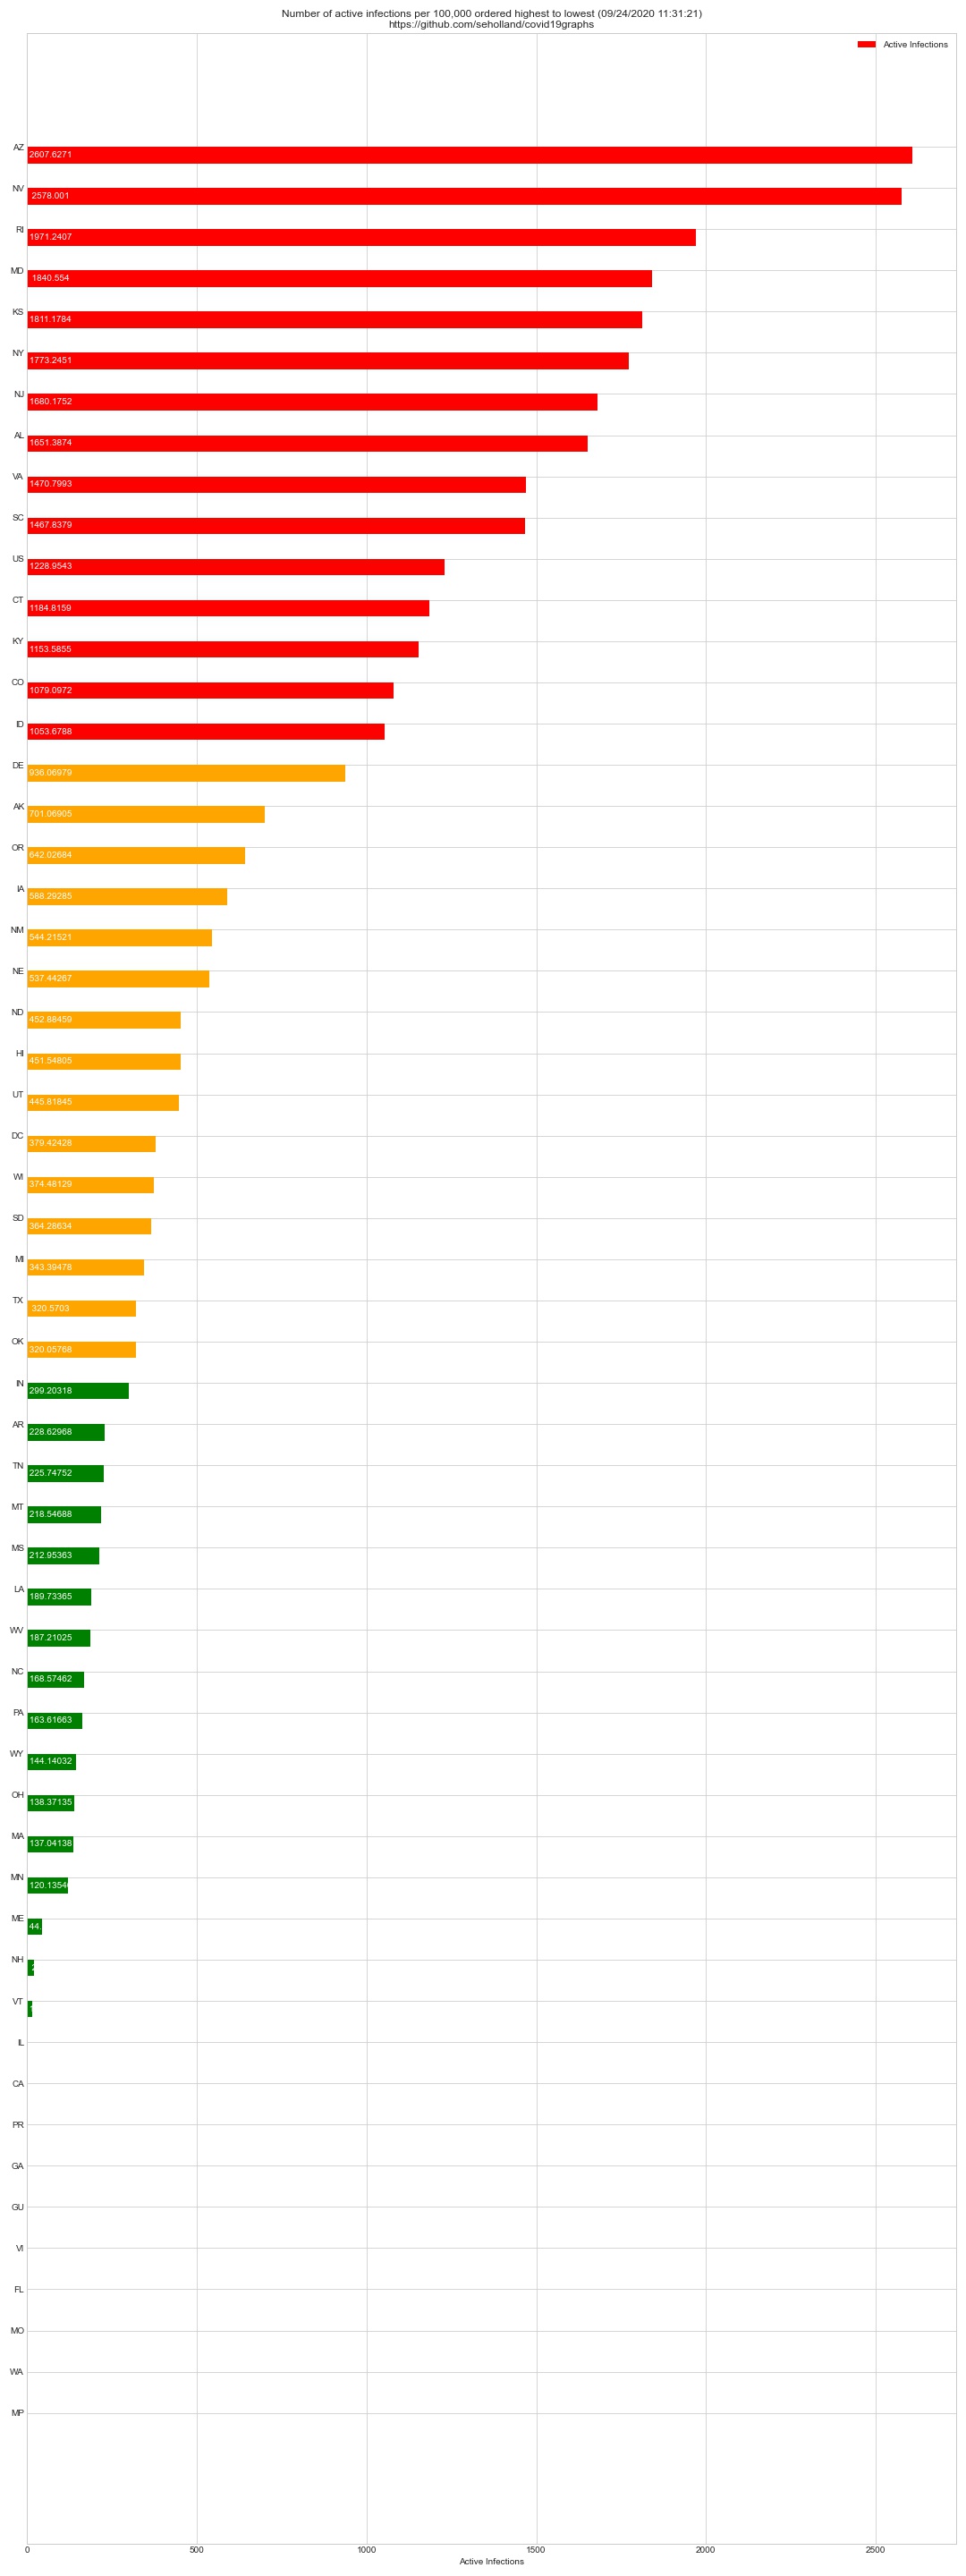 Number of active infections per 100,000 ordered highest to lowest (09/24/2020 11:31:21)
https://github.com/seholland/covid19graphs
Active Infections
AZ 2607.6271
NV 2578.001
RI 1971.2407
MD 1840.554
KS 1811.1784
NY 1773.2451
NJ 1680.1752
AL 1651.3874
VA 1470.7993
SC 1467.8379
US 1228.9543
CT 1184.8159
KY 1153.5855
CO 1079.0972
ID 1053.6788
DE 936.06979
AK 701.06905
OR 642.02684
IA 588.29285
NM 544.21521
NE 537.44267
ND 452.88459
HI 451.54805
UT 445.81845
DC 379.42428
WI 374.48129
SD 364.28634
MI 343.39478
TX 320.5703
OK 320.05768
IN 299.20318
AR 228.62968
TN 225.74752
MT 218.54688
MS 212.95363
LA 189.73365
WV 187.21025
NC 168.57462
PA 163.61663
WY 144.14032
OH 138.37135
MA 137.04138
MN 120.1354
ME 44.
NH
VT
IL
CA
PR
GA
GU
VI
FL
MO
WA
MP
0 500 1000 1500 2000 2500
Active Infections